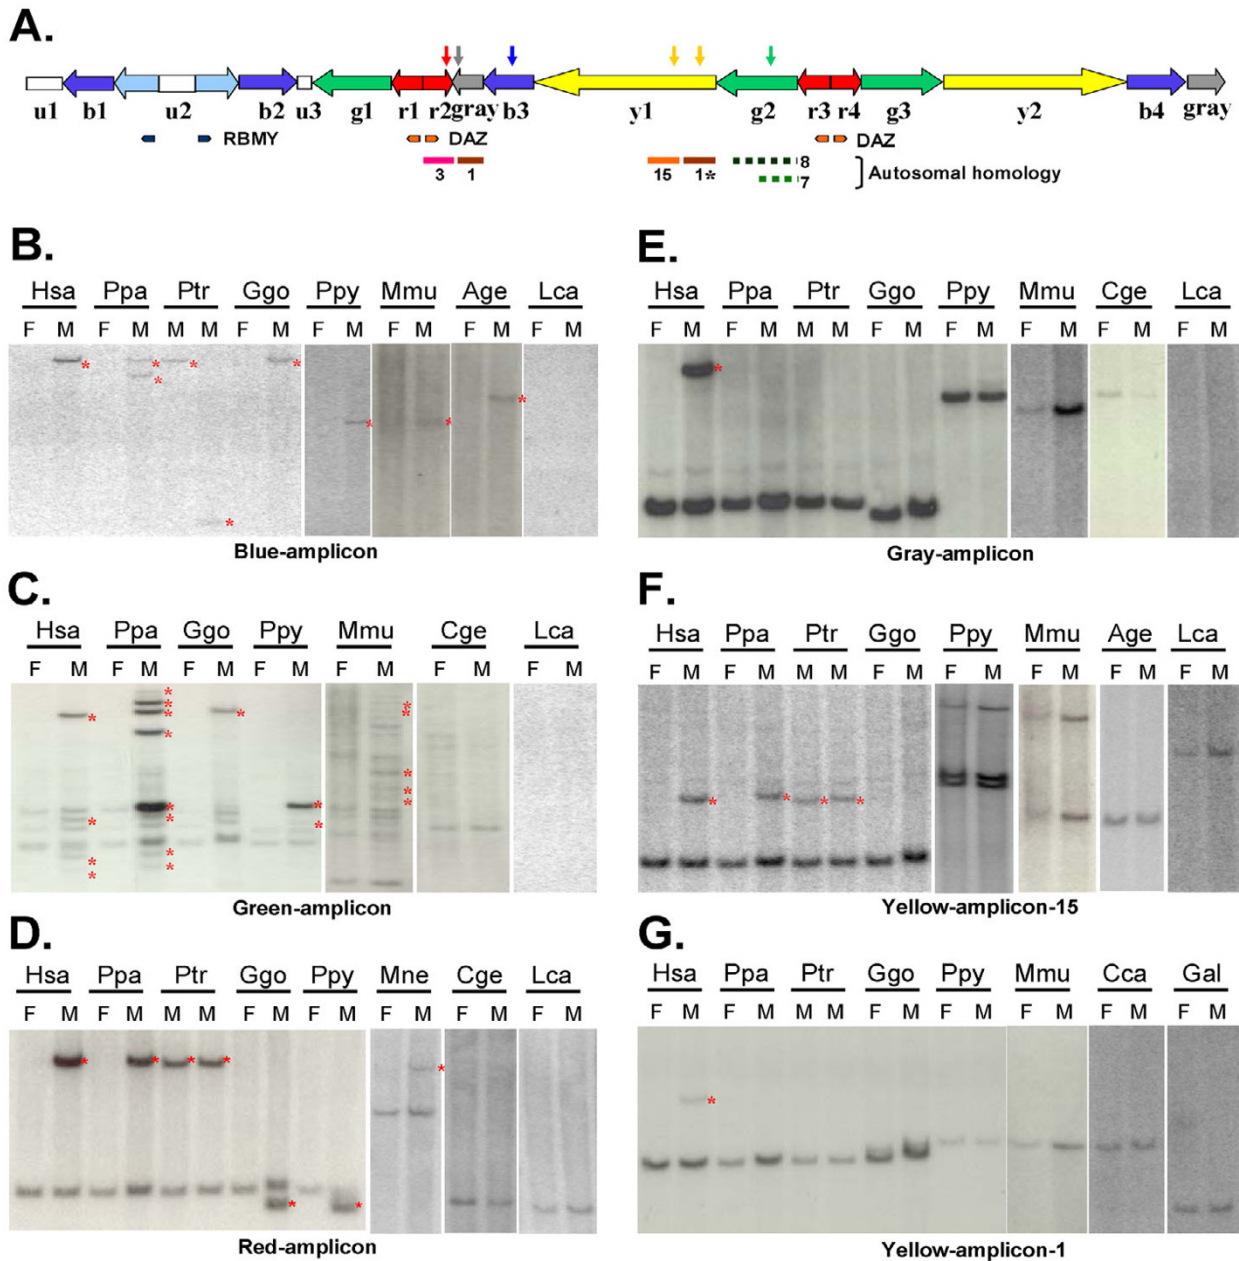 A.
u1 b1 u2 b2 u3 g1 r1 r2 gray b3 y1 g2 r3 r4 g3 y2 b4 gray
RBMY DAZ DAZ
3 1 15 1* 8
7
Autosomal homology
B.
Hsa Ppa Ptr Ggo Ppy Mmu Age Lca
F M F M M M F M F M F M F M F M
Blue-amplicon
E.
Hsa Ppa Ptr Ggo Ppy Mmu Cge Lca
F M F M M M F M F M F M F M F M
Gray-amplicon
C.
Hsa Ppa Ggo Ppy Mmu Cge Lca
F M F M F M F M F M F M F M
Green-amplicon
F.
Hsa Ppa Ptr Ggo Ppy Mmu Age Lca
F M F M M M F M F M F M F M F M
Yellow-amplicon-15
D.
Hsa Ppa Ptr Ggo Ppy Mne Cge Lca
F M F M M M F M F M F M F M F M
Red-amplicon
G.
Hsa Ppa Ptr Ggo Ppy Mmu Cca Gal
F M F M M M F M F M F M F M F M
Yellow-amplicon-1